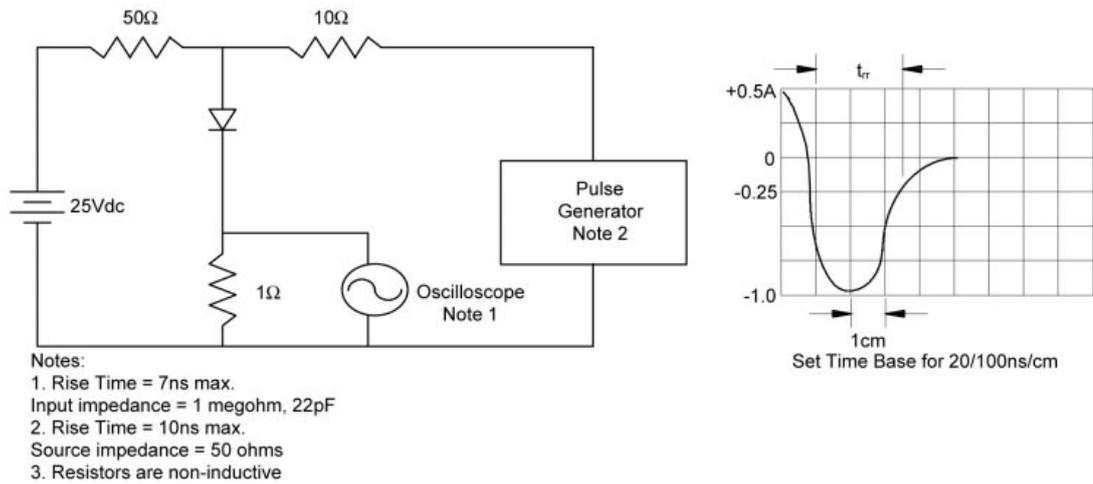 50Ω
10Ω
25Vdc
Pulse
Generator
Note 2
1Ω
Oscilloscope
Note 1
Notes:
1. Rise Time = 7ns max.
Input impedance = 1 megohm, 22pF
2. Rise Time = 10ns max.
Source impedance = 50 ohms
3. Resistors are non-inductive
trr
+0.5A
0
-0.25
-1.0
1cm
Set Time Base for 20/100ns/cm